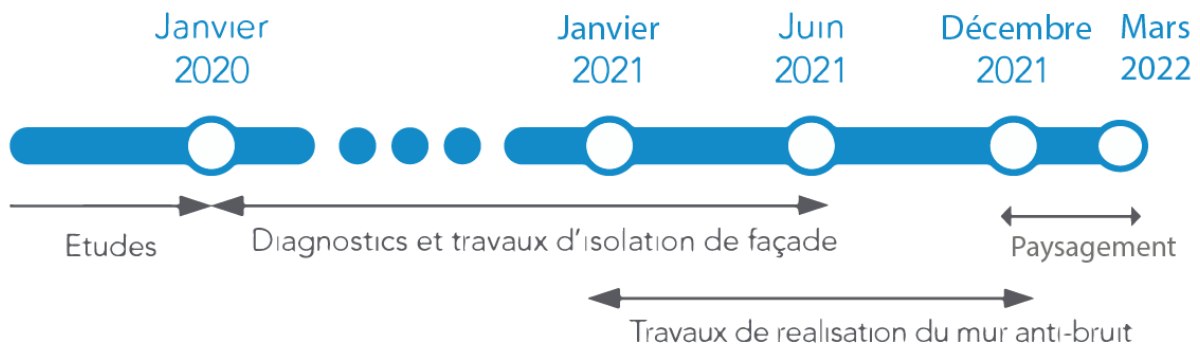 Janvier
2020
Janvier
2021
Juin
2021
Décembre
2021
Mars
2022
Etudes
Diagnostics et travaux d'isolation de façade
Paysagement
Travaux de realisation du mur anti-bruit